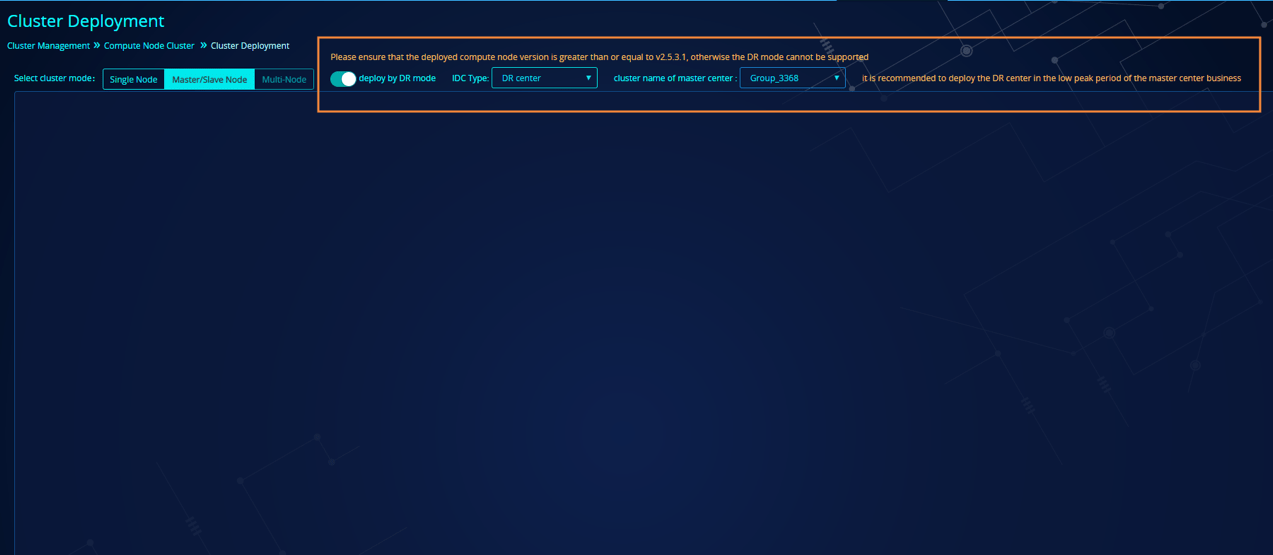 Cluster Deployment
Cluster Management » Compute Node Cluster » Cluster Deployment
Please ensure that the deployed compute node version is greater than or equal to v2.5.3.1, otherwise the DR mode cannot be supported
Select cluster mode: Single Node Master/Slave Node Multi-Node deploy by DR mode IDC Type: DR center cluster name of master center : Group_3368 it is recommended to deploy the DR center in the low peak period of the master center business